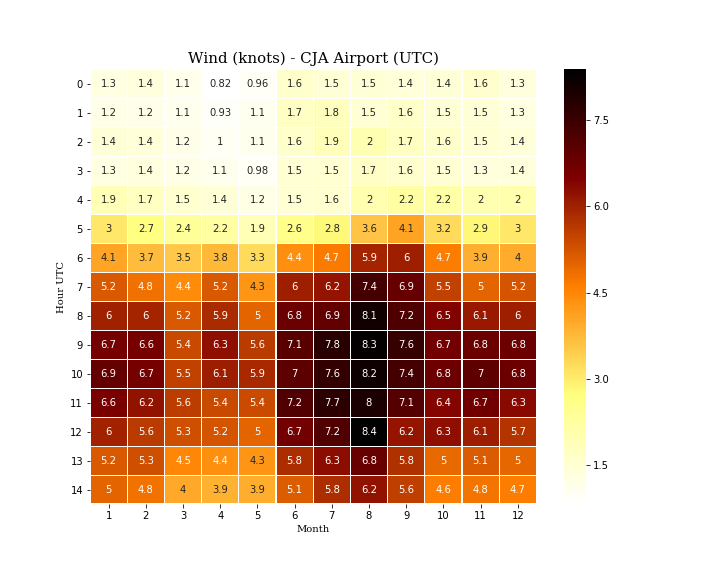 Wind (knots) - CJA Airport (UTC)
0 1.3 1.4 1.1 0.82 0.96 1.6 1.5 1.5 1.4 1.4 1.6 1.3
1 1.2 1.2 1.1 0.93 1.1 1.7 1.8 1.5 1.6 1.5 1.5 1.3
2 1.4 1.4 1.2 1 1.1 1.6 1.9 2 1.7 1.6 1.5 1.4
3 1.3 1.4 1.2 1.1 0.98 1.5 1.5 1.7 1.6 1.5 1.3 1.4
4 1.9 1.7 1.5 1.4 1.2 1.5 1.6 2 2.2 2.2 2 2
5 3 2.7 2.4 2.2 1.9 2.6 2.8 3.6 4.1 3.2 2.9 3
6 4.1 3.7 3.5 3.8 3.3 4.4 4.7 5.9 6 4.7 3.9 4
7 5.2 4.8 4.4 5.2 4.3 6 6.2 7.4 6.9 5.5 5 5.2
8 6 6 5.2 5.9 5 6.8 6.9 8.1 7.2 6.5 6.1 6
9 6.7 6.6 5.4 6.3 5.6 7.1 7.8 8.3 7.6 6.7 6.8 6.8
10 6.9 6.7 5.5 6.1 5.9 7 7.6 8.2 7.4 6.8 7 6.8
11 6.6 6.2 5.6 5.4 5.4 7.2 7.7 8 7.1 6.4 6.7 6.3
12 6 5.6 5.3 5.2 5 6.7 7.2 8.4 6.2 6.3 6.1 5.7
13 5.2 5.3 4.5 4.4 4.3 5.8 6.3 6.8 5.8 5 5.1 5
14 5 4.8 4 3.9 3.9 5.1 5.8 6.2 5.6 4.6 4.8 4.7
1 2 3 4 5 6 7 8 9 10 11 12
Month
Hour UTC
7.5
6.0
4.5
3.0
1.5